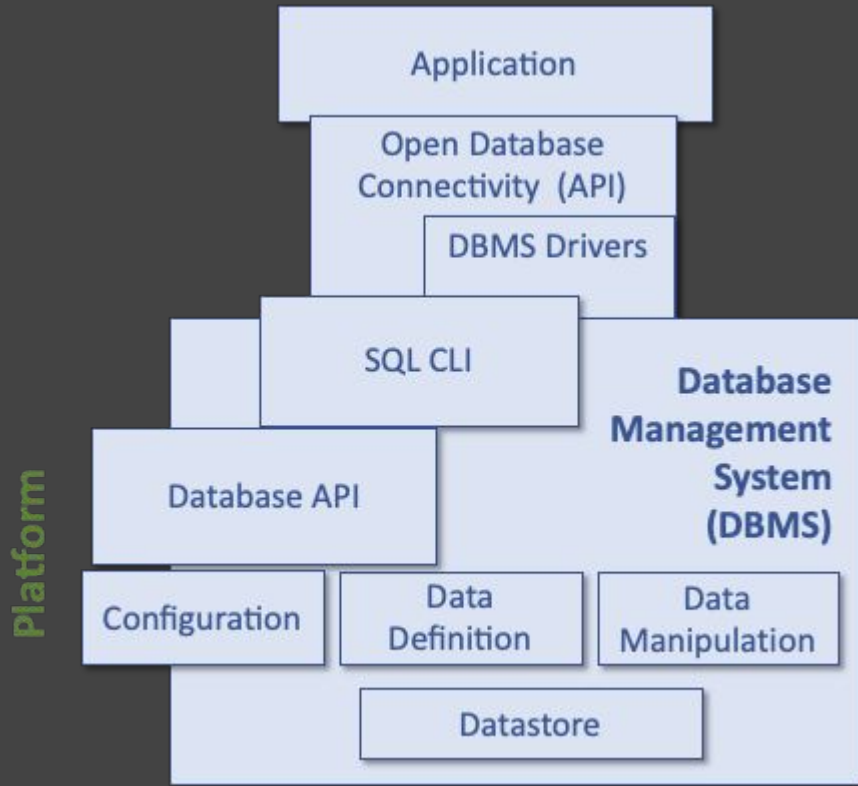 Application
Open Database
Connectivity (API)
DBMS Drivers
SQL CLI
Database
Management
System
(DBMS)
Database API
Platform
Configuration
Data
Definition
Data
Manipulation
Datastore